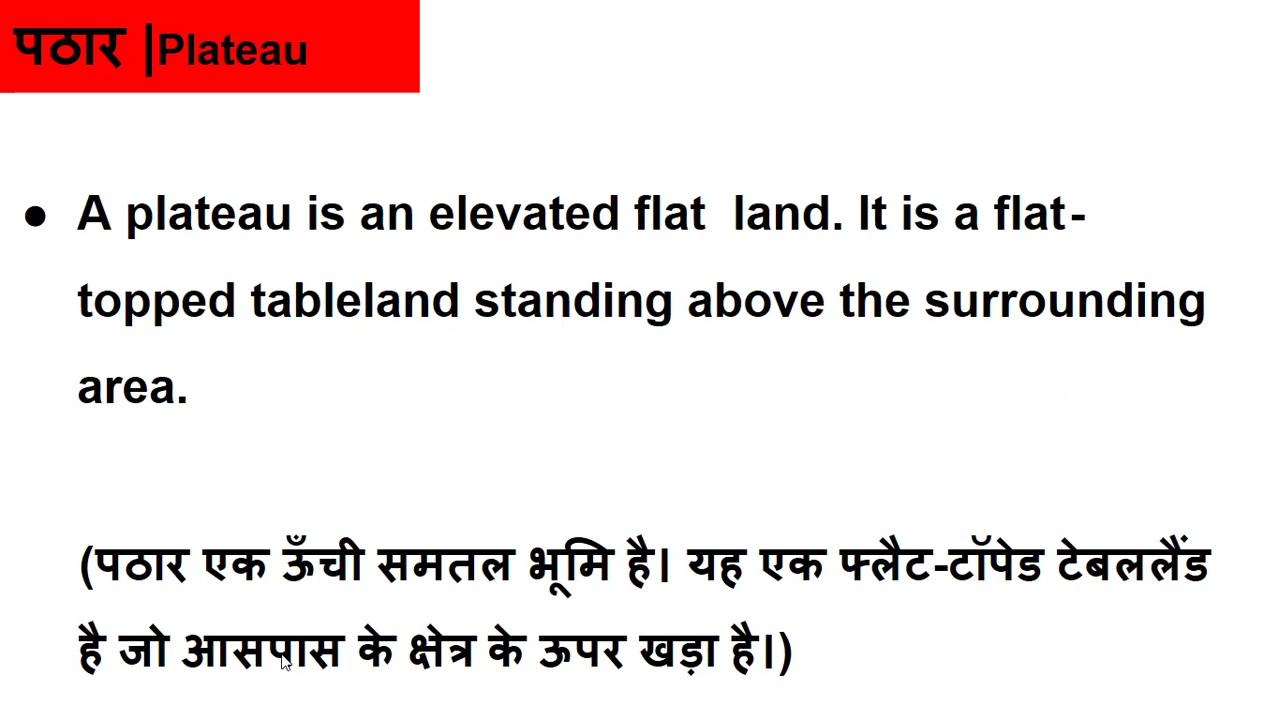 पठार |Plateau
● A plateau is an elevated flat land. It is a flat-
topped tableland standing above the surrounding
area.
(पठार एक ऊँची समतल भूमि है। यह एक फ्लैट-टॉपेड टेबललैंड
है जो आसपास के क्षेत्र के ऊपर खड़ा है।)